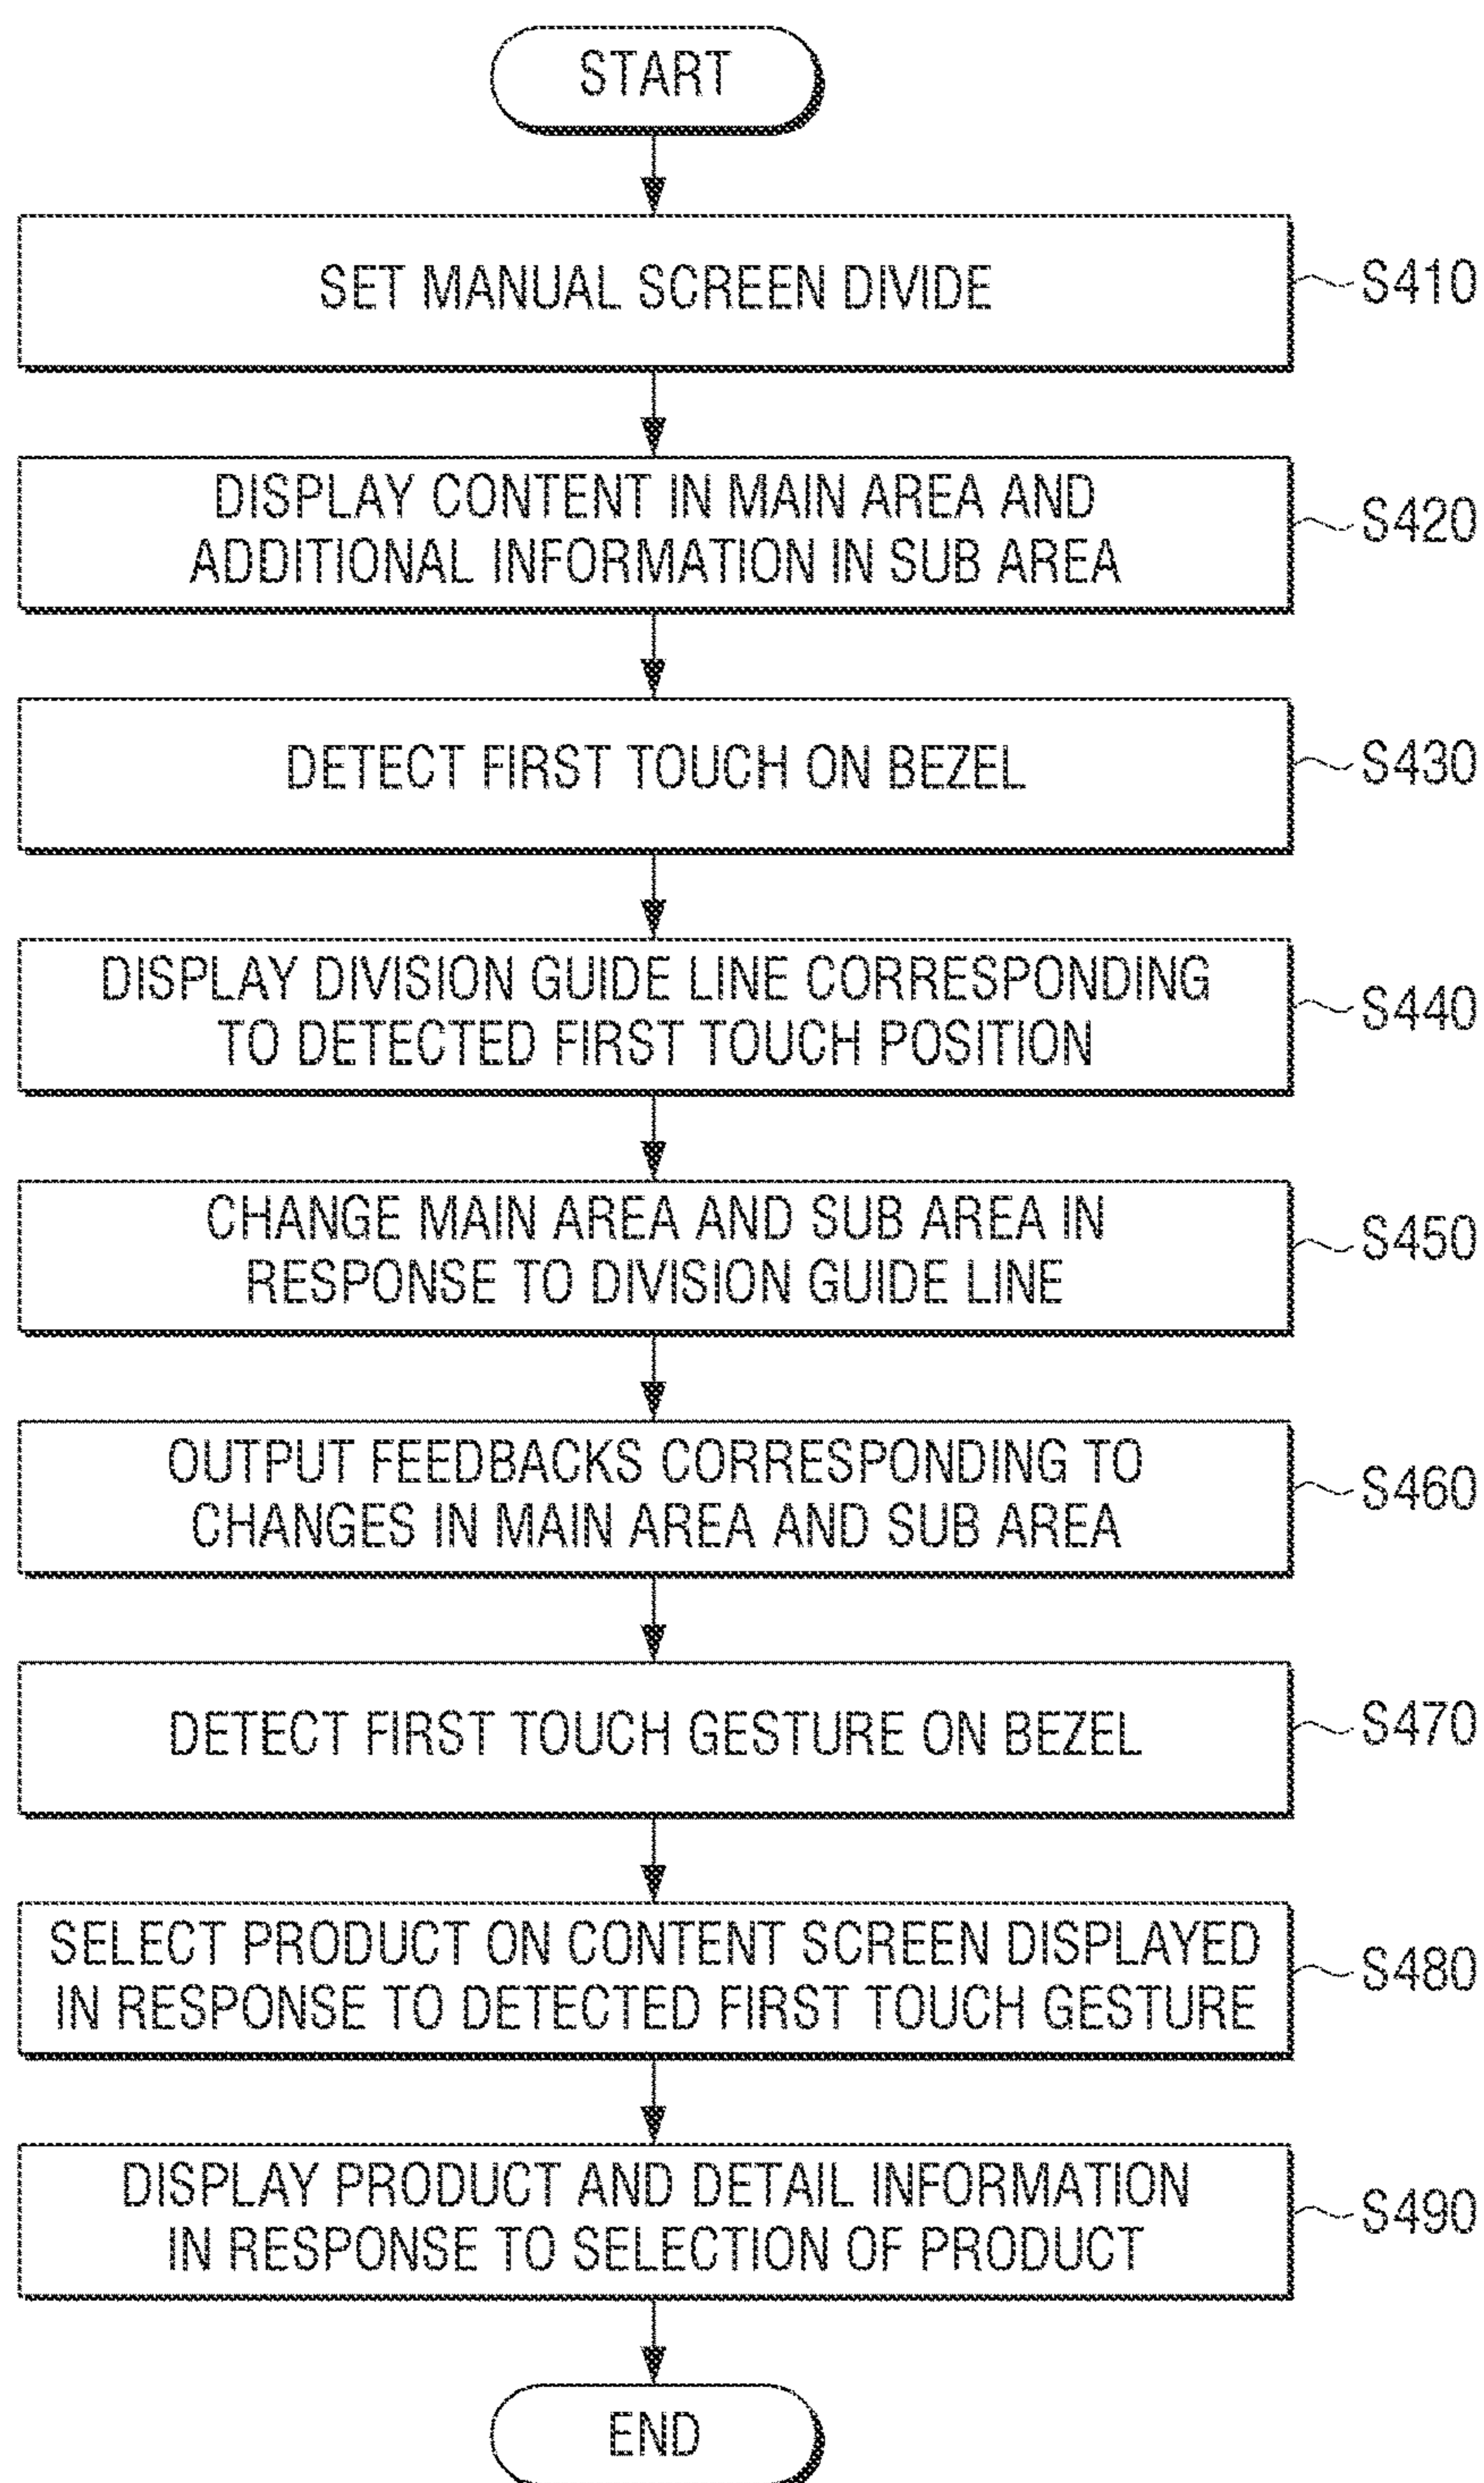 START
SET MANUAL SCREEN DIVIDE
S410
DISPLAY CONTENT IN MAIN AREA AND
ADDITIONAL INFORMATION IN SUB AREA
S420
DETECT FIRST TOUCH ON BEZEL
S430
DISPLAY DIVISION GUIDE LINE CORRESPONDING
TO DETECTED FIRST TOUCH POSITION
S440
CHANGE MAIN AREA AND SUB AREA IN
RESPONSE TO DIVISION GUIDE LINE
S450
OUTPUT FEEDBACKS CORRESPONDING TO
CHANGES IN MAIN AREA AND SUB AREA
S460
DETECT FIRST TOUCH GESTURE ON BEZEL
S470
SELECT PRODUCT ON CONTENT SCREEN DISPLAYED
IN RESPONSE TO DETECTED FIRST TOUCH GESTURE
S480
DISPLAY PRODUCT AND DETAIL INFORMATION
IN RESPONSE TO SELECTION OF PRODUCT
S490
END